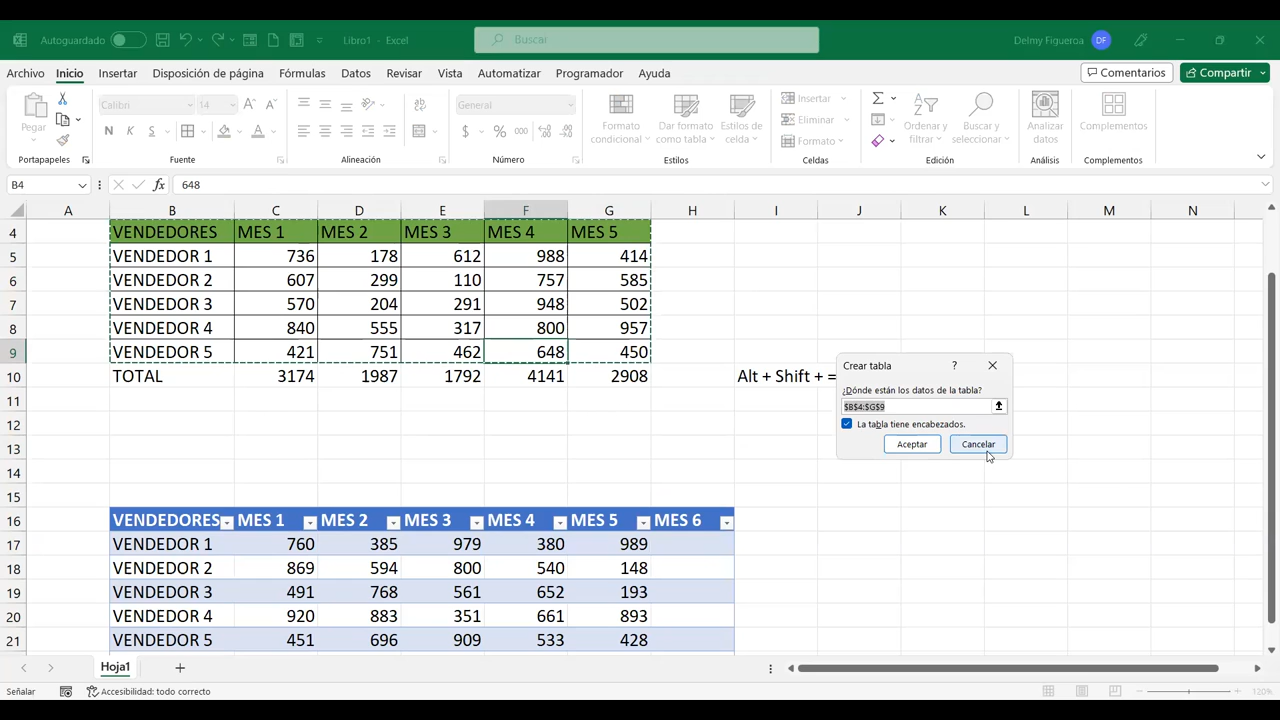 Autoguardado Libro1 - Excel Buscar Delmy Figueroa DF
Archivo Inicio Insertar Disposición de página Fórmulas Datos Revisar Vista Automatizar Programador Ayuda Comentarios Compartir
Pegar Calibri 14 General Formato condicional Dar formato como tabla Estilos de celda Insertar Eliminar Formato Ordenar y filtrar Buscar y seleccionar Analizar datos Complementos
Portapapeles Fuente Alineación Número Estilos Celdas Edición Análisis Complementos
B4 fx 648
A B C D E F G H I J K L M N
4 VENDEDORES MES 1 MES 2 MES 3 MES 4 MES 5
5 VENDEDOR 1 736 178 612 988 414
6 VENDEDOR 2 607 299 110 757 585
7 VENDEDOR 3 570 204 291 948 502
8 VENDEDOR 4 840 555 317 800 957
9 VENDEDOR 5 421 751 462 648 450
10 TOTAL 3174 1987 1792 4141 2908 Alt + Shift + =
11
12
13
14
15
16 VENDEDORES MES 1 MES 2 MES 3 MES 4 MES 5 MES 6
17 VENDEDOR 1 760 385 979 380 989
18 VENDEDOR 2 869 594 800 540 148
19 VENDEDOR 3 491 768 561 652 193
20 VENDEDOR 4 920 883 351 661 893
21 VENDEDOR 5 451 696 909 533 428
Crear tabla ?
¿Dónde están los datos de la tabla?
$B$4:$G$9
La tabla tiene encabezados.
Aceptar Cancelar
Hoja1
Señalar Accesibilidad: todo correcto 120%